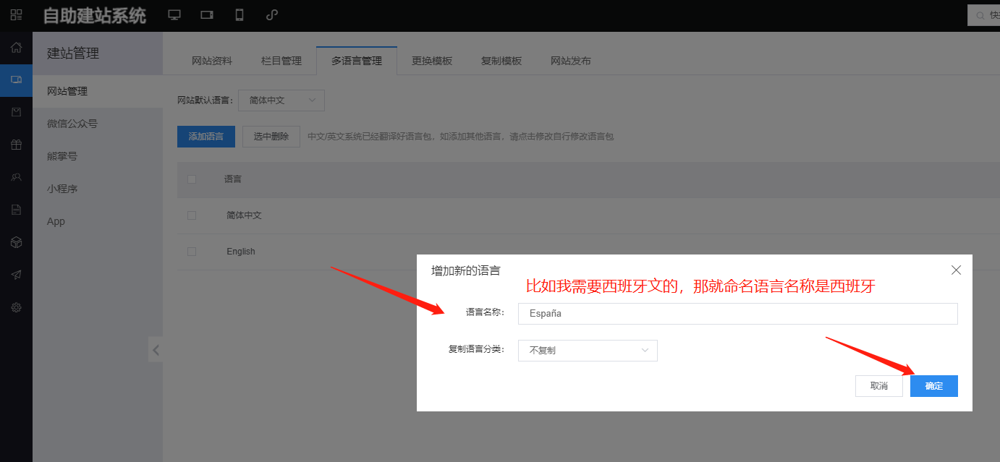 自助建站系统
建站管理
网站管理
微信公众号
熊掌号
小程序
App
网站资料 栏目管理 多语言管理 更换模板 复制模板 网站发布
网站默认语言： 简体中文
添加语言 选中删除 中文/英文系统已经翻译好语言包，如添加其他语言，请点击修改自行修改语言包
语言
简体中文
English
增加新的语言
比如我需要西班牙文的，那就命名语言名称是西班牙
语言名称： España
复制语言分类： 不复制
取消 确定